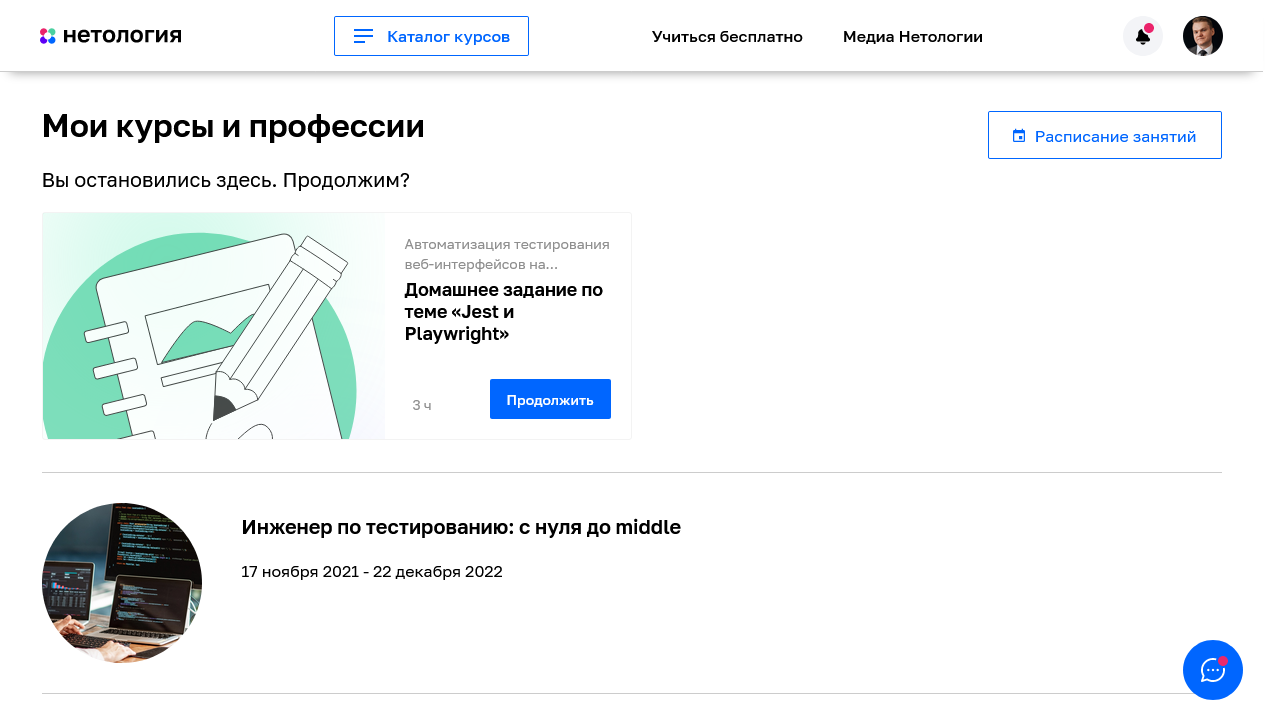 нетология
Каталог курсов
Учиться бесплатно
Медиа Нетологии
Мои курсы и профессии
Расписание занятий
Вы остановились здесь. Продолжим?
Автоматизация тестирования
веб-интерфейсов на...
Домашнее задание по
теме «Jest и
Playwright»
3 ч
Продолжить
Инженер по тестированию: с нуля до middle
17 ноября 2021 - 22 декабря 2022